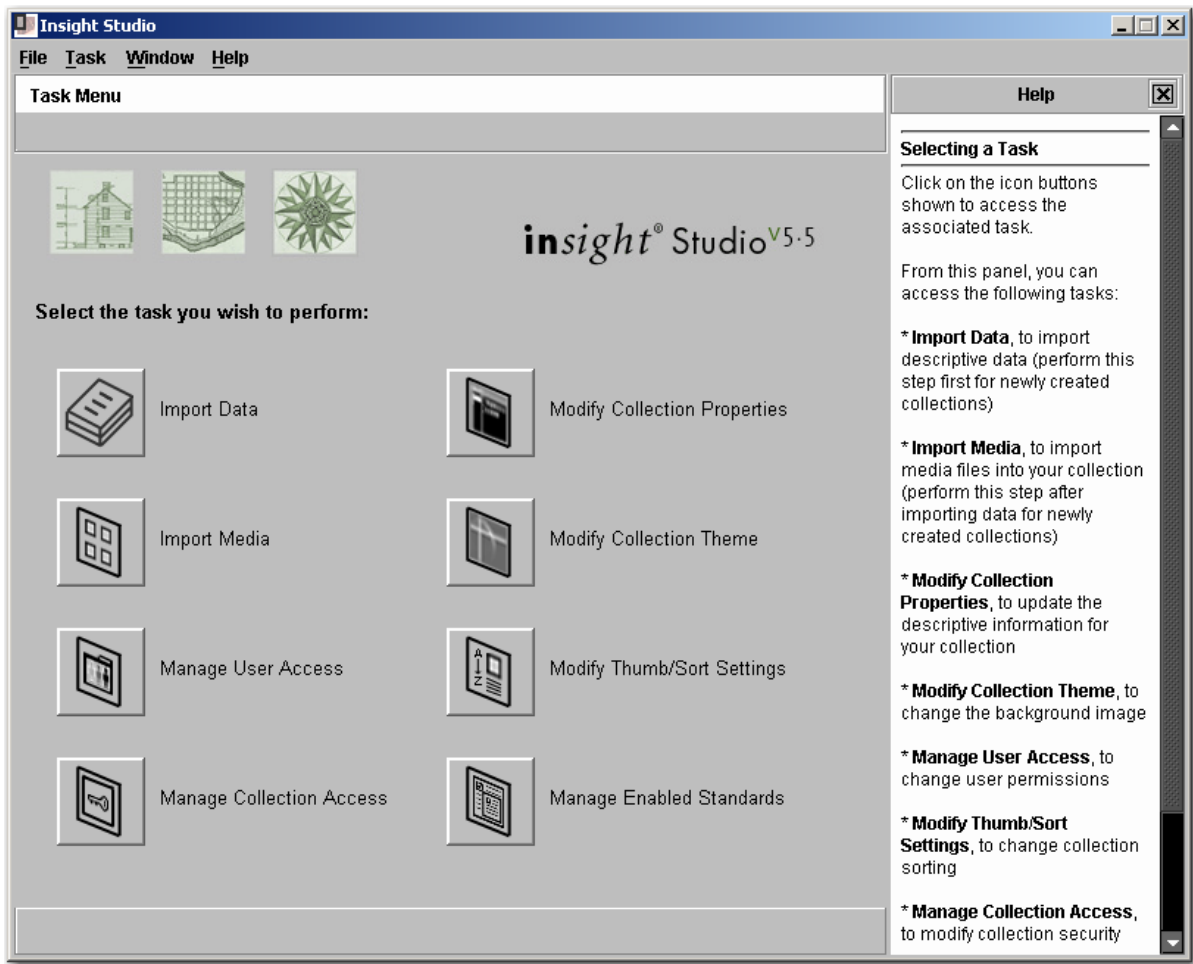 Insight Studio
File Task Window Help
Task Menu
insight® Studio V5.5
Select the task you wish to perform:
Import Data
Modify Collection Properties
Import Media
Modify Collection Theme
Manage User Access
Modify Thumb/Sort Settings
Manage Collection Access
Manage Enabled Standards
Help
Selecting a Task
Click on the icon buttons
shown to access the
associated task.
From this panel, you can
access the following tasks:
* Import Data, to import
descriptive data (perform this
step first for newly created
collections)
* Import Media, to import
media files into your collection
(perform this step after
importing data for newly
created collections)
* Modify Collection
Properties, to update the
descriptive information for
your collection
* Modify Collection Theme, to
change the background image
* Manage User Access, to
change user permissions
* Modify Thumb/Sort
Settings, to change collection
sorting
* Manage Collection Access,
to modify collection security